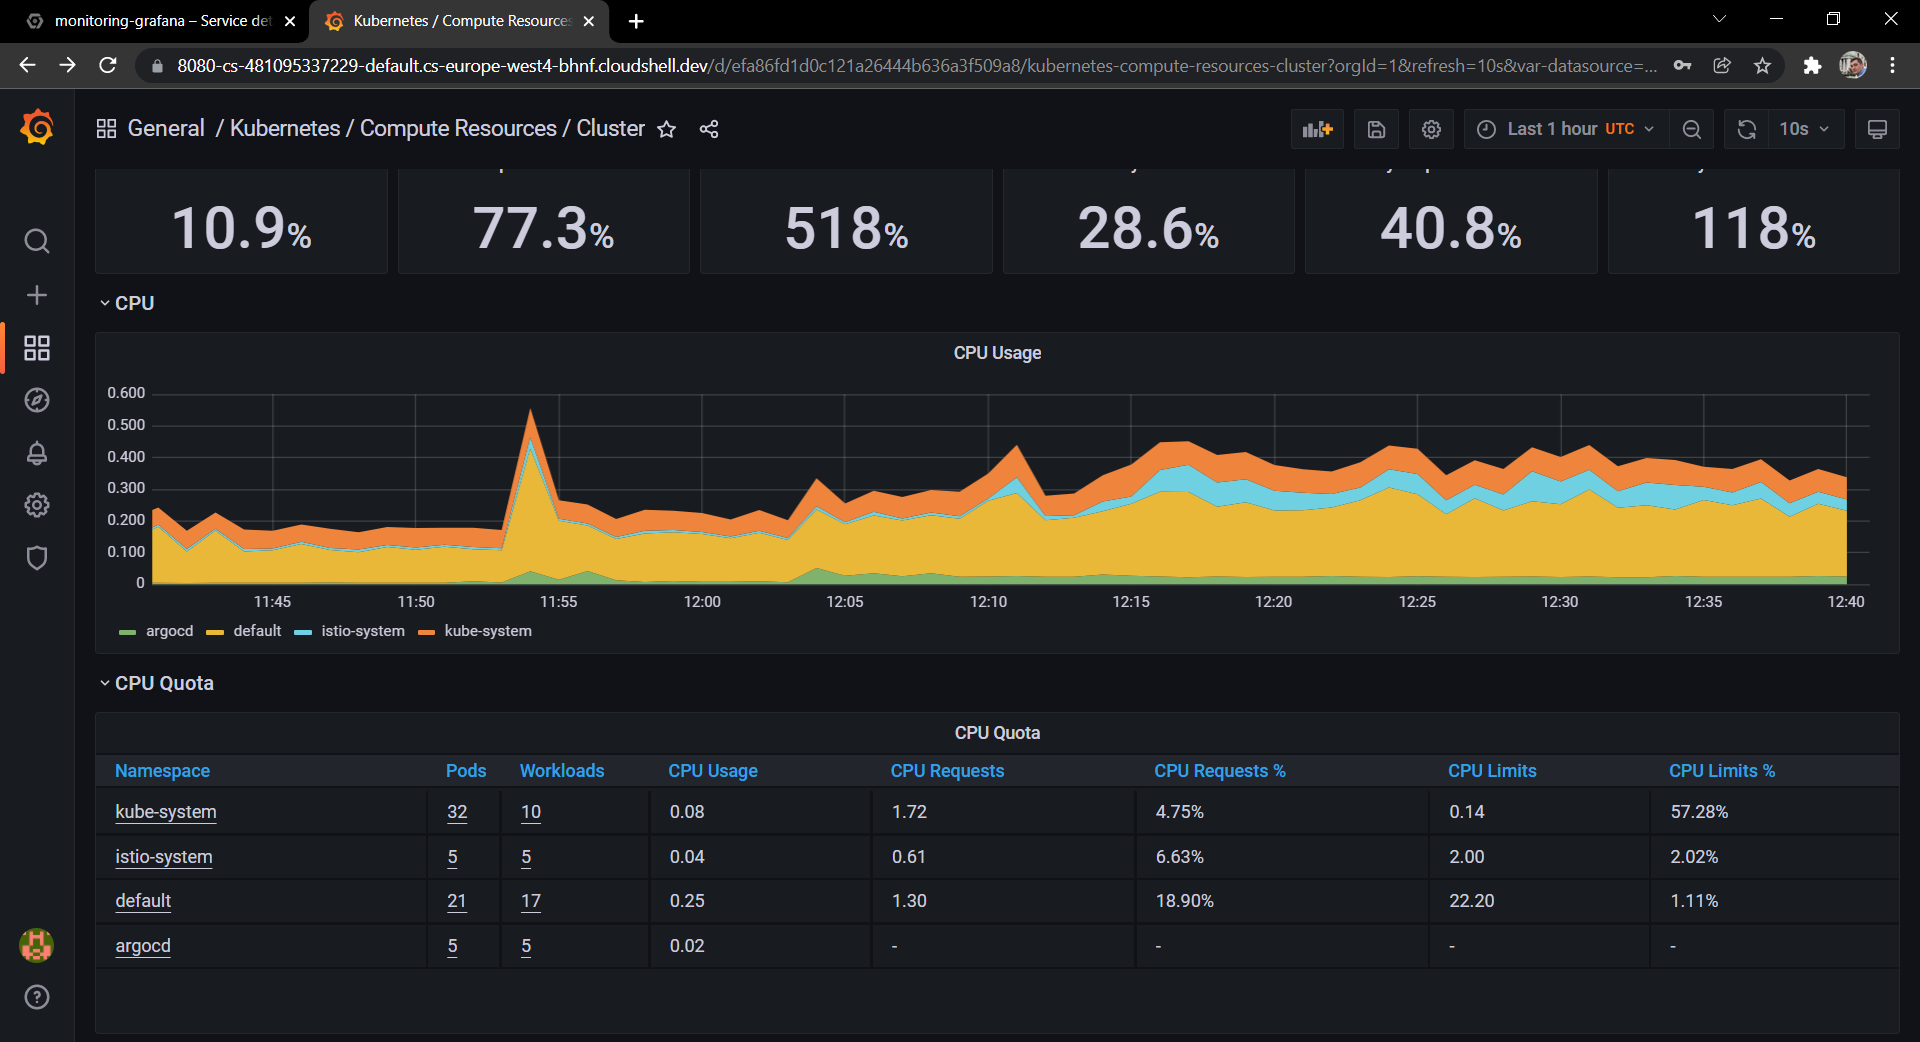 monitoring-grafana – Service det
Kubernetes / Compute Resources
8080-cs-481095337229-default.cs-europe-west4-bhnf.cloudshell.dev/d/efa86fd1d0c121a26444b636a3f509a8/kubernetes-compute-resources-cluster?orgId=1&refresh=10s&var-datasource=...
General / Kubernetes / Compute Resources / Cluster
Last 1 hour UTC
10s
10.9%
77.3%
518%
28.6%
40.8%
118%
CPU
CPU Usage
0.600
0.500
0.400
0.300
0.200
0.100
0
11:45 11:50 11:55 12:00 12:05 12:10 12:15 12:20 12:25 12:30 12:35 12:40
argocd default istio-system kube-system
CPU Quota
CPU Quota
Namespace Pods Workloads CPU Usage CPU Requests CPU Requests % CPU Limits CPU Limits %
kube-system 32 10 0.08 1.72 4.75% 0.14 57.28%
istio-system 5 5 0.04 0.61 6.63% 2.00 2.02%
default 21 17 0.25 1.30 18.90% 22.20 1.11%
argocd 5 5 0.02 - - - -